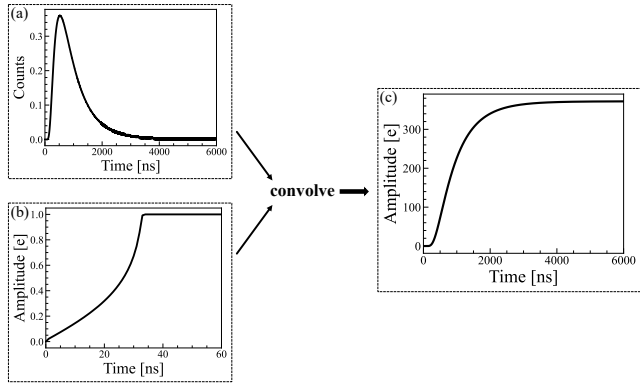 (a)
Counts
0.3
0.2
0.1
0.0
0 2000 4000 6000
Time [ns]
(b)
Amplitude [e]
1.0
0.8
0.6
0.4
0.2
0.0
0 20 40 60
Time [ns]
convolve
(c)
Amplitude [e]
300
200
100
0
0 2000 4000 6000
Time [ns]